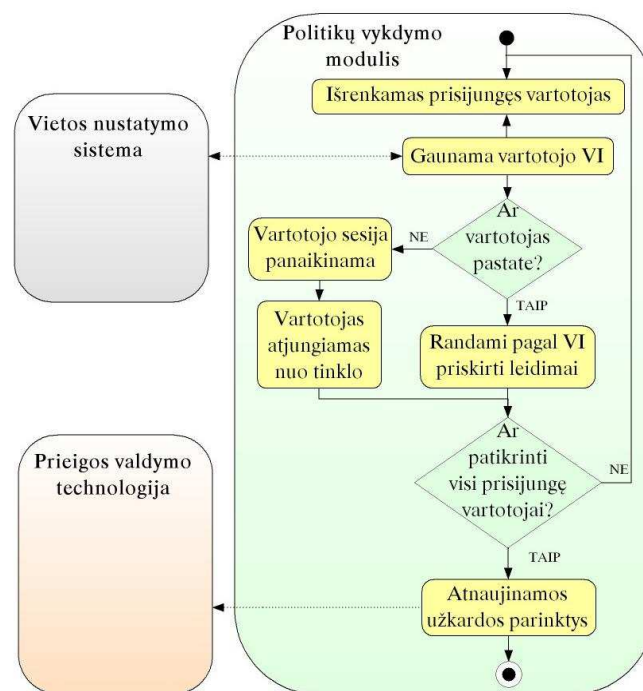 Politikų vykdymo
modulis
Išrenkamas prisijungęs vartotojas
Vietos nustatymo
sistema
Gaunama vartotojo VI
Ar
vartotojas
pastate?
NE
Vartotojo sesija
panaikinama
TAIP
Vartotojas
atjungiamas
nuo tinklo
Randami pagal VI
priskirti leidimai
Ar
patikrinti
visi prisijungę
vartotojai?
NE
Prieigos valdymo
technologija
TAIP
Atnaujinamos
užkardos parinktys